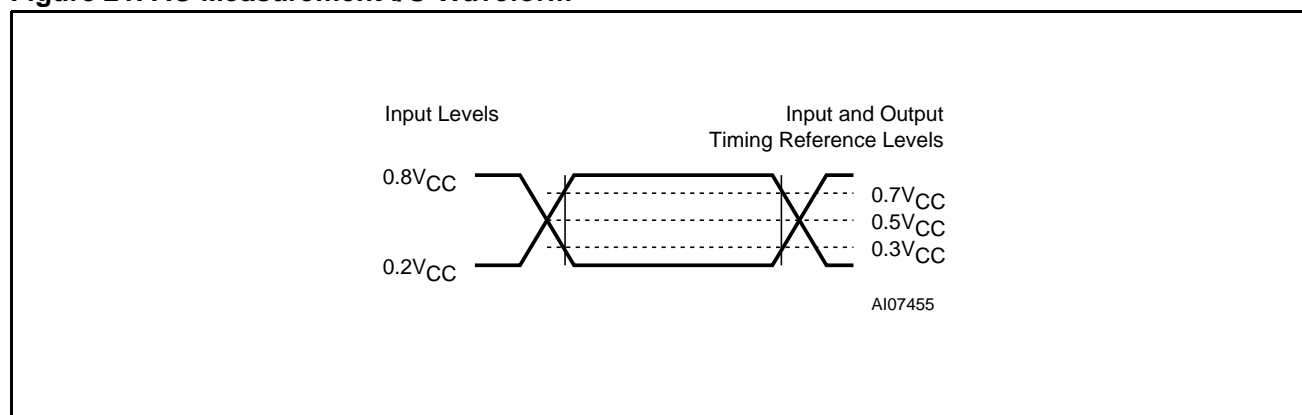 Input Levels
Input and Output
Timing Reference Levels
0.8VCC
0.7VCC
0.5VCC
0.3VCC
0.2VCC
AI07455